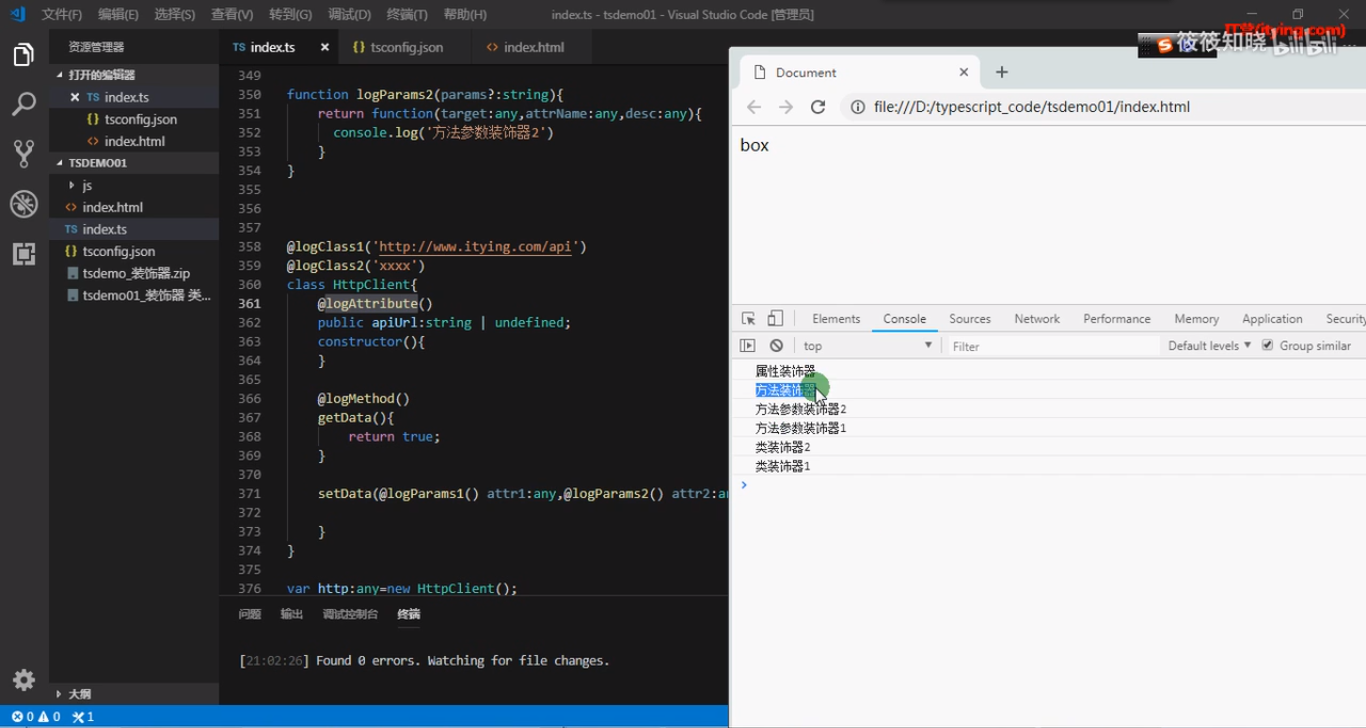 文件(F) 编辑(E) 选择(S) 查看(V) 转到(G) 调试(D) 终端(T) 帮助(H) index.ts - tsdemo01 - Visual Studio Code [管理员]
IT营(itying.com)
筱筱知晓 bilibili
资源管理器
TS index.ts ×
{} tsconfig.json
<> index.html
打开的编辑器
× TS index.ts
{} tsconfig.json
<> index.html
TSDEMO01
js
<> index.html
TS index.ts
{} tsconfig.json
tsdemo_装饰器.zip
tsdemo01_装饰器 类...
大纲
349
350 function logParams2(params?:string){
351 return function(target:any,attrName:any,desc:any){
352 console.log('方法参数装饰器2')
353 }
354 }
355
356
357
358 @logClass1('http://www.itying.com/api')
359 @logClass2('xxxx')
360 class HttpClient{
361 @logAttribute()
362 public apiUrl:string | undefined;
363 constructor(){
364 }
365
366 @logMethod()
367 getData(){
368 return true;
369 }
370
371 setData(@logParams1() attr1:any,@logParams2() attr2:an
372
373 }
374 }
375
376 var http:any=new HttpClient();
问题 输出 调试控制台 终端
[21:02:26] Found 0 errors. Watching for file changes.
0 0 1
Document × +
file:///D:/typescript_code/tsdemo01/index.html
box
Elements Console Sources Network Performance Memory Application Security
top Filter Default levels Group similar
属性装饰器
方法装饰器
方法参数装饰器2
方法参数装饰器1
类装饰器2
类装饰器1
>